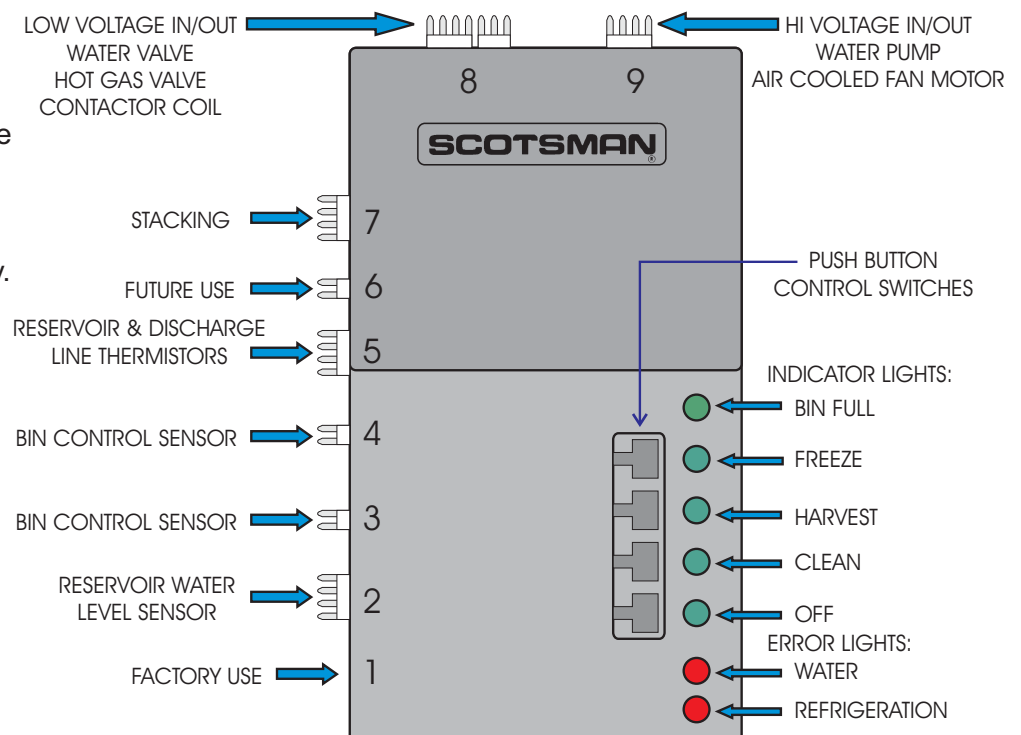 LOW VOLTAGE IN/OUT
WATER VALVE
HOT GAS VALVE
CONTACTOR COIL
HI VOLTAGE IN/OUT
WATER PUMP
AIR COOLED FAN MOTOR
8
9
e
SCOTSMAN®
STACKING
7
y.
FUTURE USE
6
PUSH BUTTON
CONTROL SWITCHES
RESERVOIR & DISCHARGE
LINE THERMISTORS
5
INDICATOR LIGHTS:
BIN FULL
BIN CONTROL SENSOR
4
FREEZE
BIN CONTROL SENSOR
3
HARVEST
CLEAN
RESERVOIR WATER
LEVEL SENSOR
2
OFF
ERROR LIGHTS:
WATER
FACTORY USE
1
REFRIGERATION